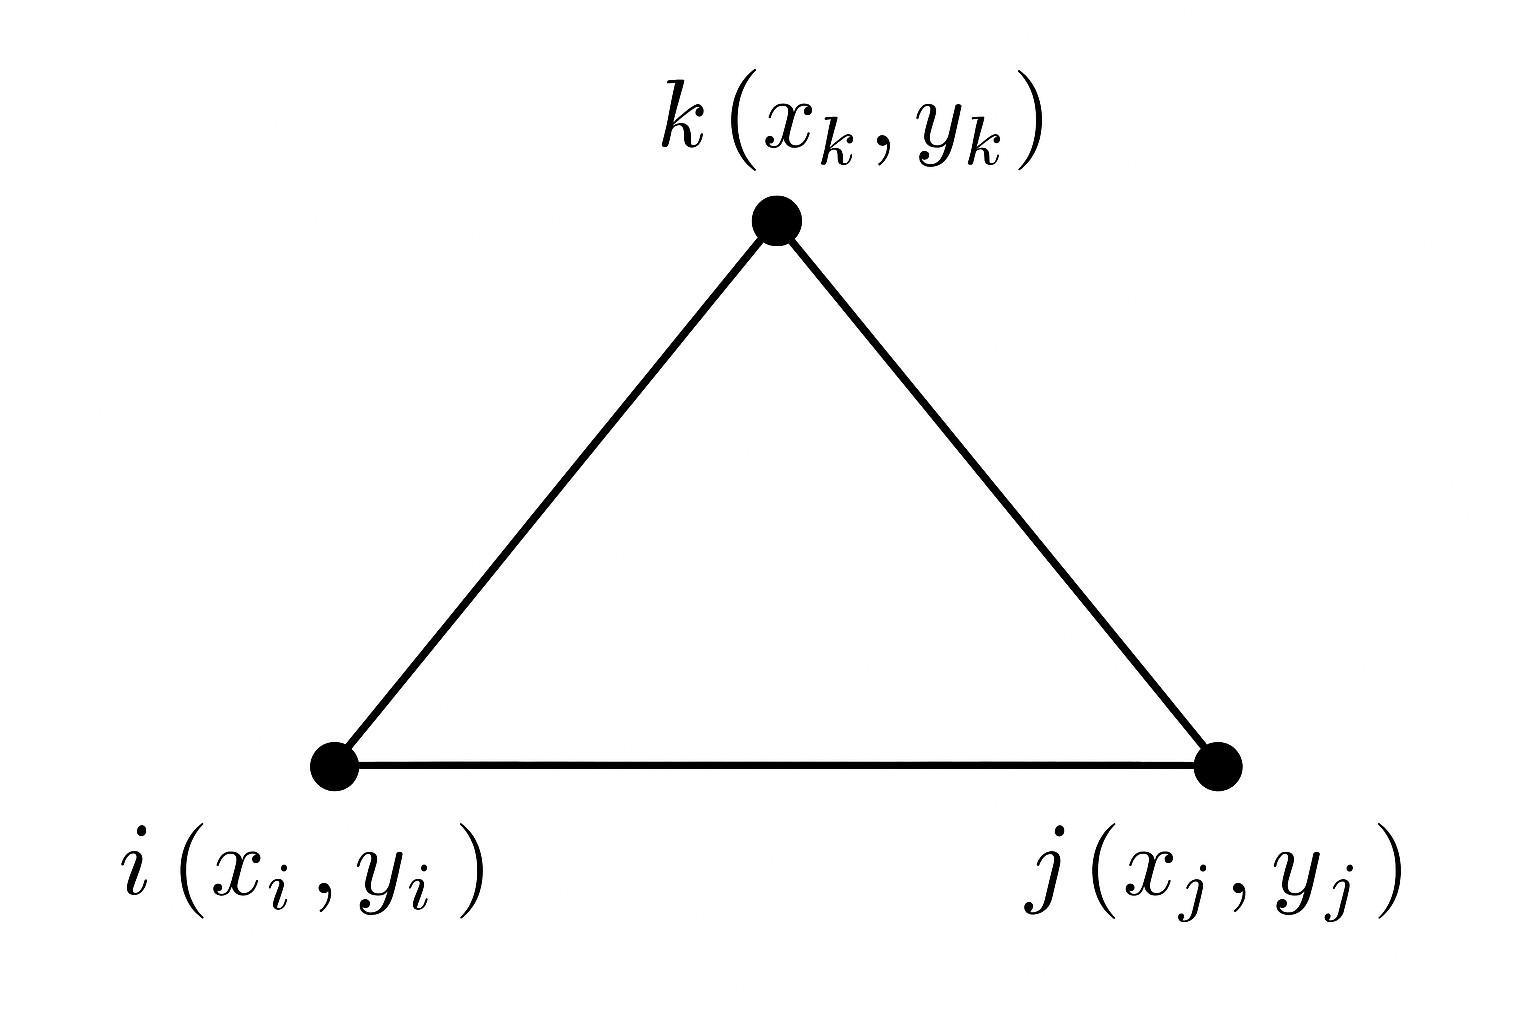 k (x_k, y_k)
i (x_i, y_i)
j (x_j, y_j)